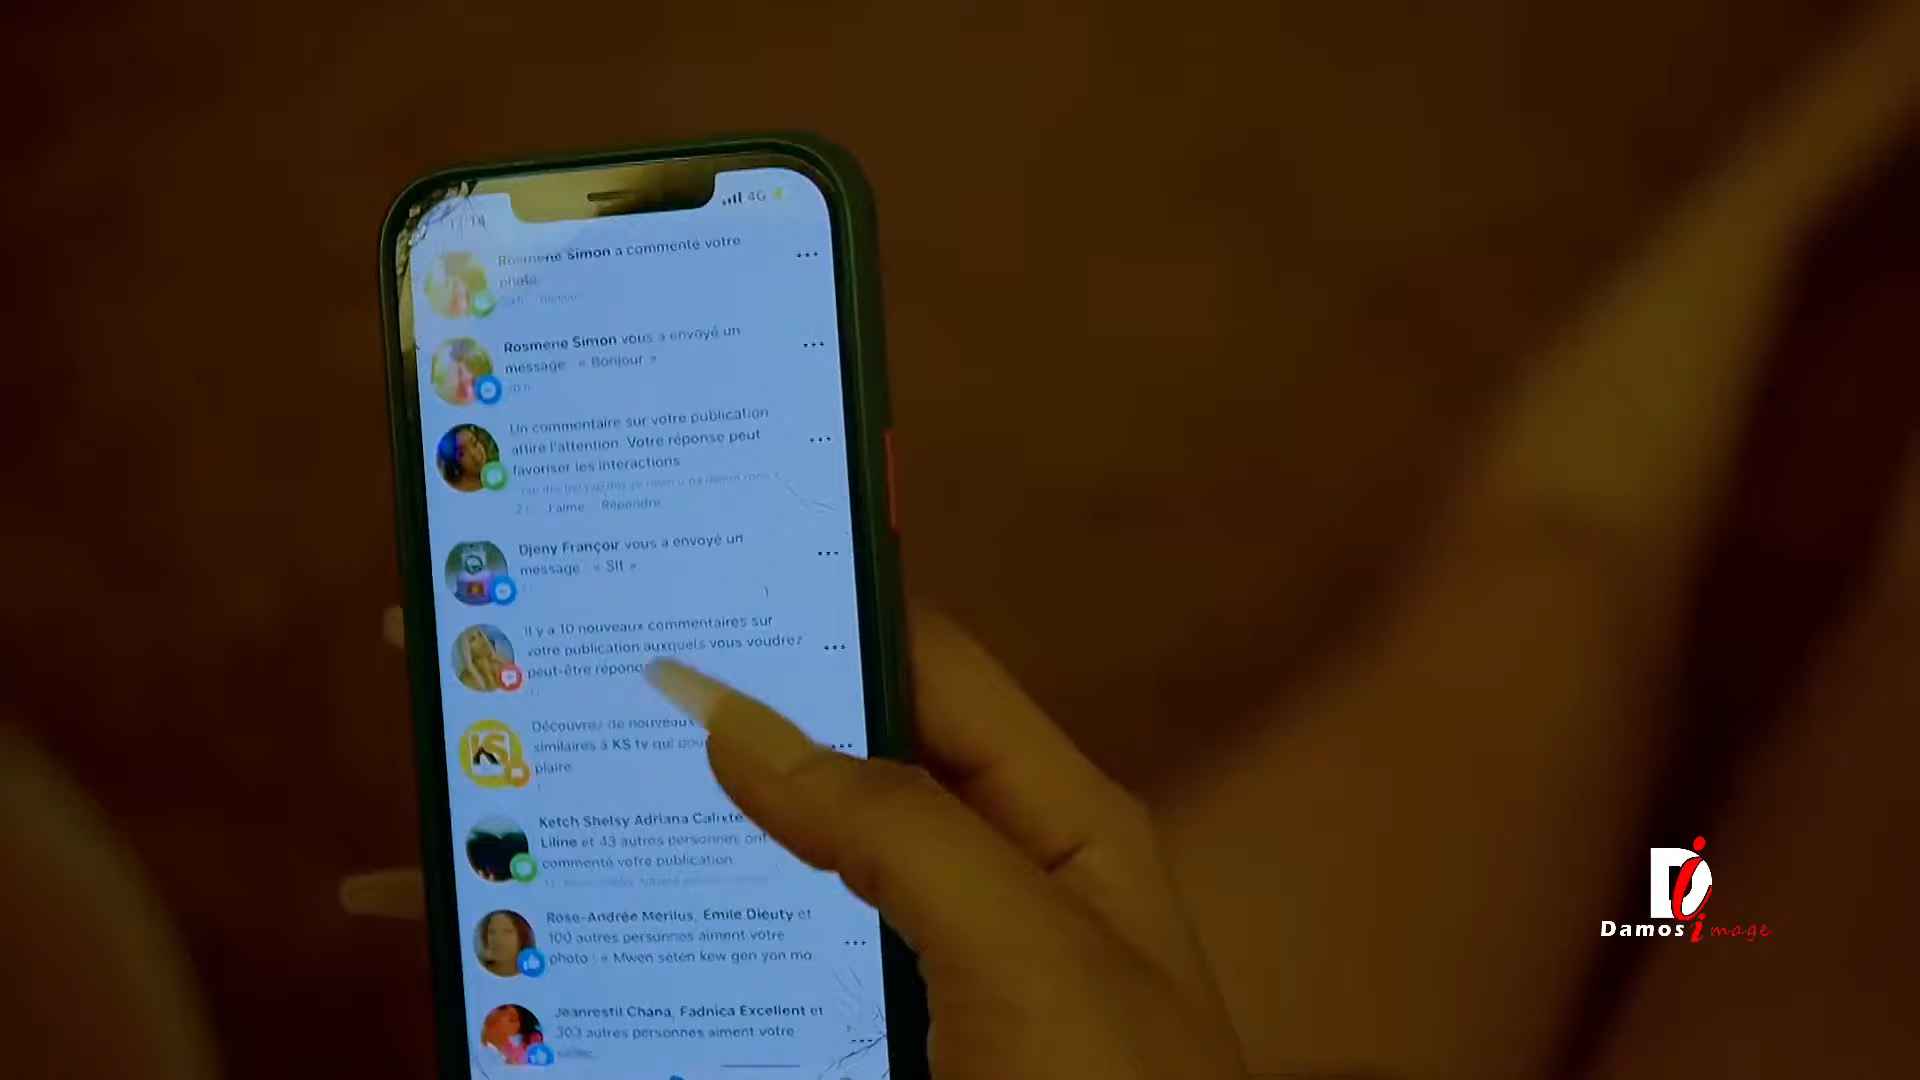 4G
Rosmene Simon a commenté votre
photo.
Rosmene Simon vous a envoyé un
message : « Bonjour »
Un commentaire sur votre publication
attire l'attention. Votre réponse peut
favoriser les interactions.
J'aime Répondre
Djeny Françoir vous a envoyé un
message : « Slt »
Il y a 10 nouveaux commentaires sur
votre publication auxquels vous voudrez
peut-être
Découvrez de nouveaux
similaires à KS tv qui
plaire.
KS
Ketch Shelsy Adriana Calixte
Liline et 43 autres personnes ont
commenté votre publication.
Rose-Andrée Merilus, Emile Dieuty et
100 autres personnes aiment votre
photo : « Mwen seten kew gen yon mo
Jeanrestil Chana, Fadnica Excellent et
303 autres personnes aiment votre
Di
Damos image